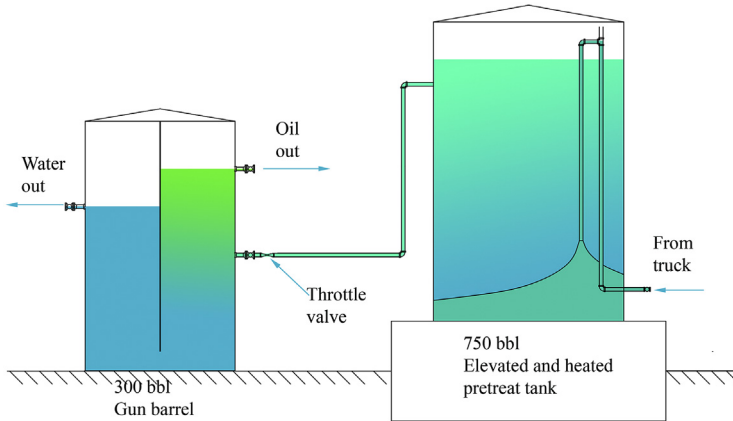 Water
out
Oil
out
Throttle
valve
From
truck
300 bbl
Gun barrel
750 bbl
Elevated and heated
pretreat tank